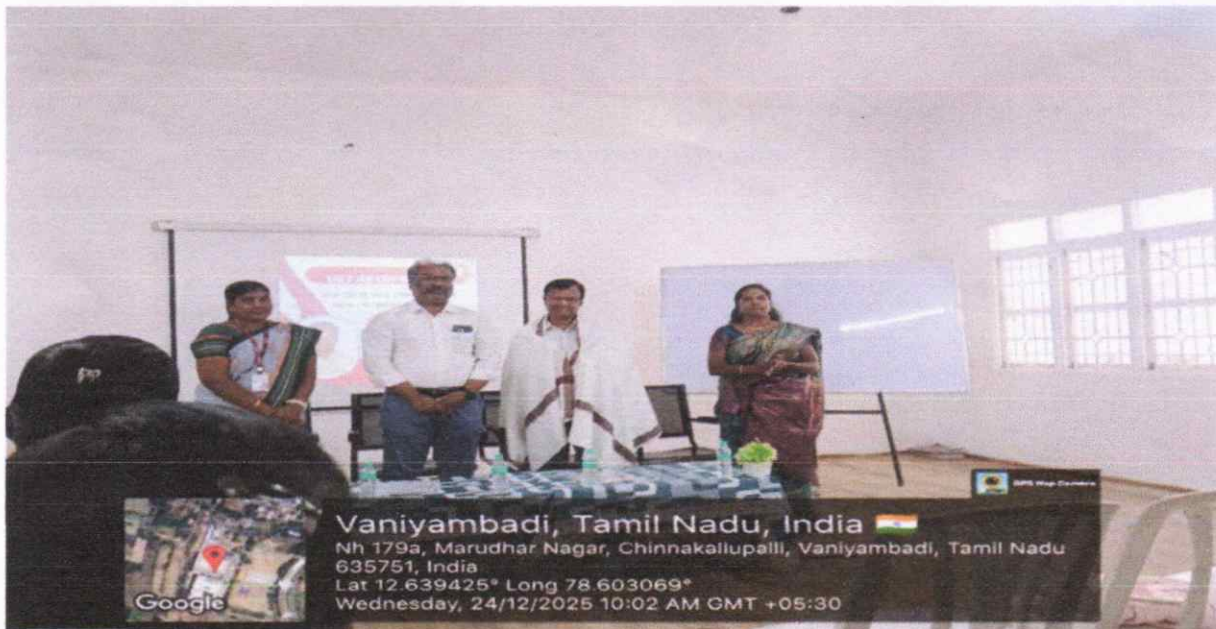 GPS Map Camera
Vaniyambadi, Tamil Nadu, India
Nh 179a, Marudhar Nagar, Chinnakallupalli, Vaniyambadi, Tamil Nadu
635751, India
Lat 12.639425° Long 78.603069°
Wednesday, 24/12/2025 10:02 AM GMT +05:30
Google